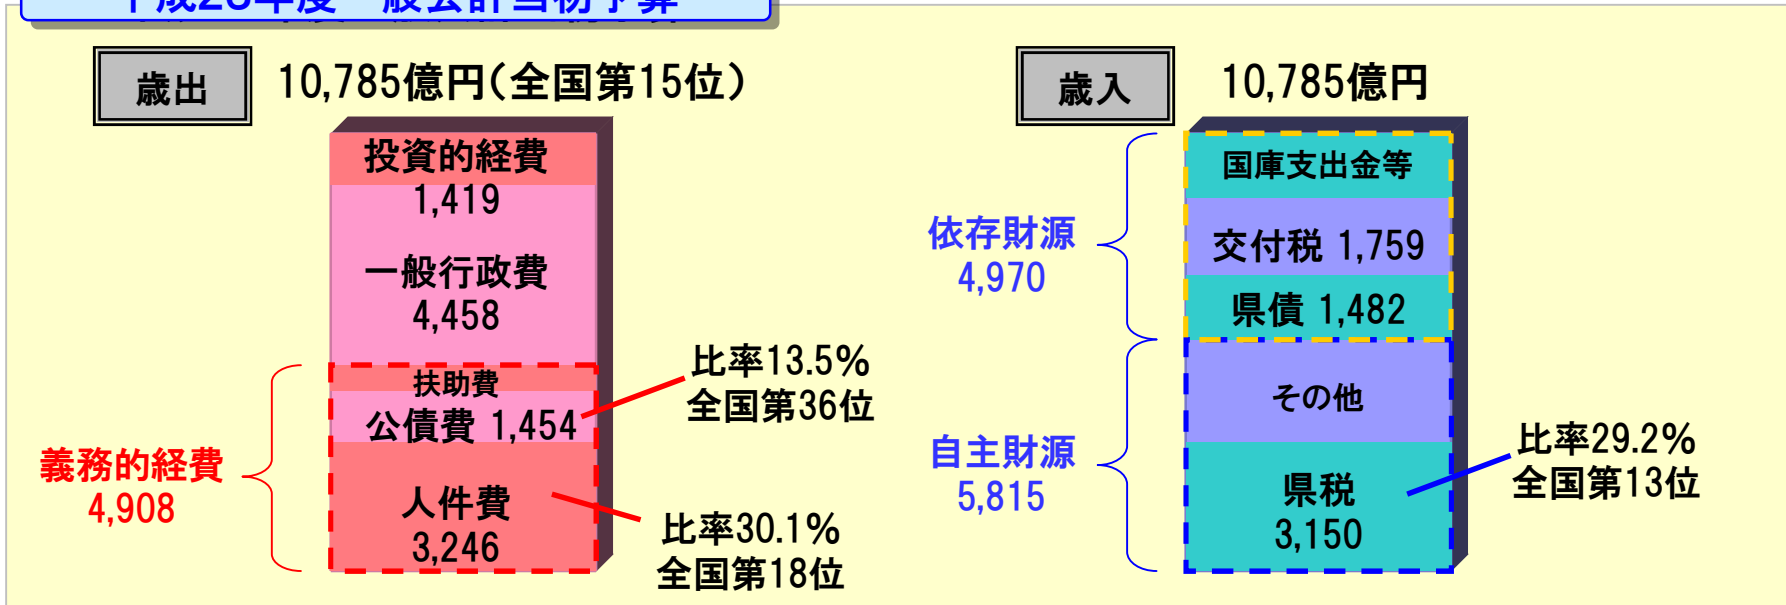 歳出
10,785億円(全国第15位)
投資的経費
1,419
一般行政費
4,458
扶助費
公債費 1,454
人件費
3,246
義務的経費
4,908
比率13.5%
全国第36位
比率30.1%
全国第18位
歳入
10,785億円
国庫支出金等
交付税 1,759
県債 1,482
その他
県税
3,150
依存財源
4,970
自主財源
5,815
比率29.2%
全国第13位